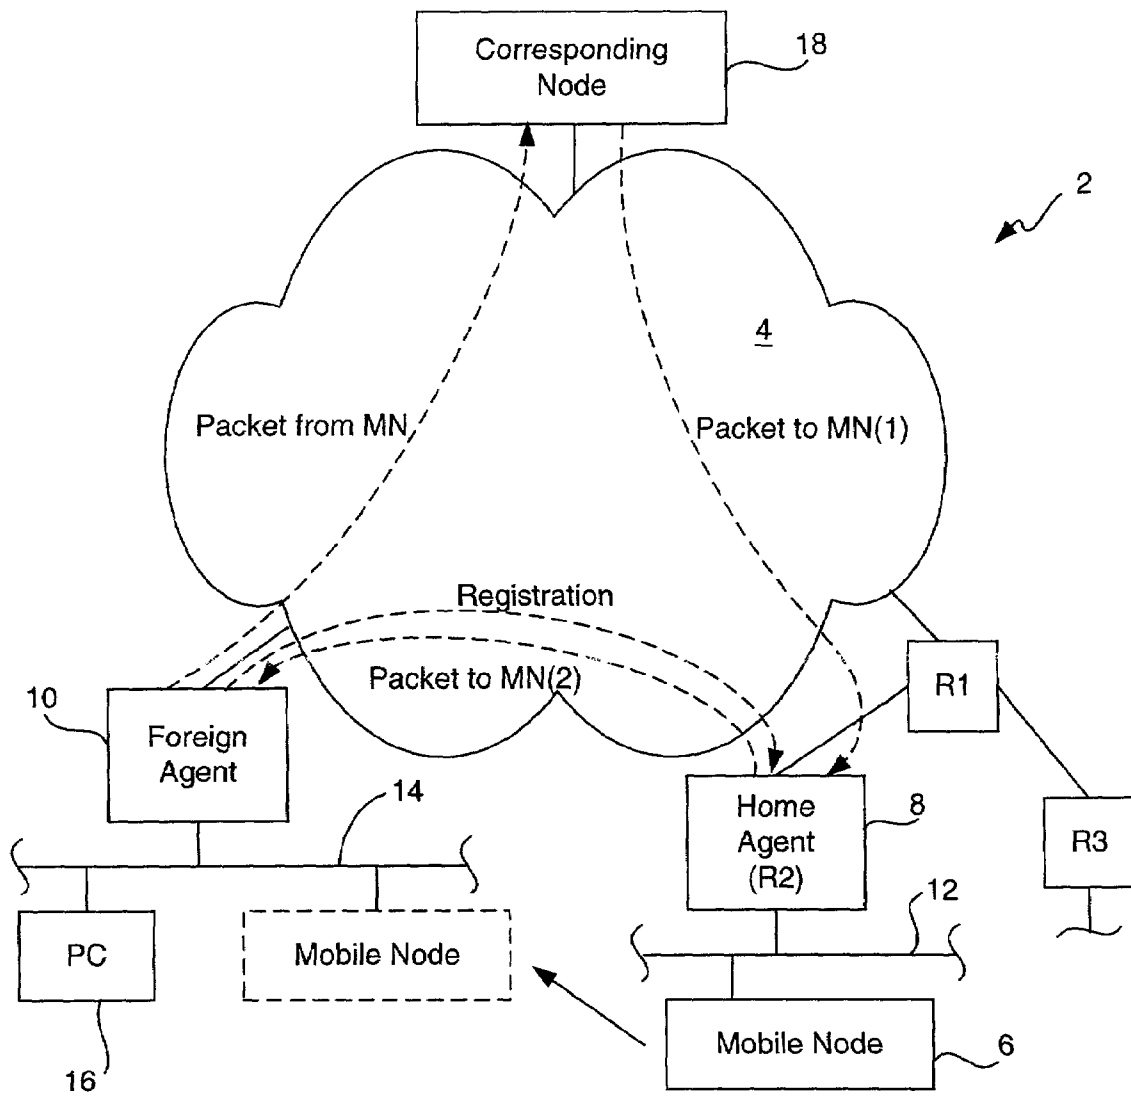 Corresponding
Node
18
2
4
Packet from MN
Packet to MN(1)
Registration
Packet to MN(2)
R1
10
Foreign
Agent
14
Home
Agent
(R2)
8
R3
12
PC
Mobile Node
Mobile Node
6
16